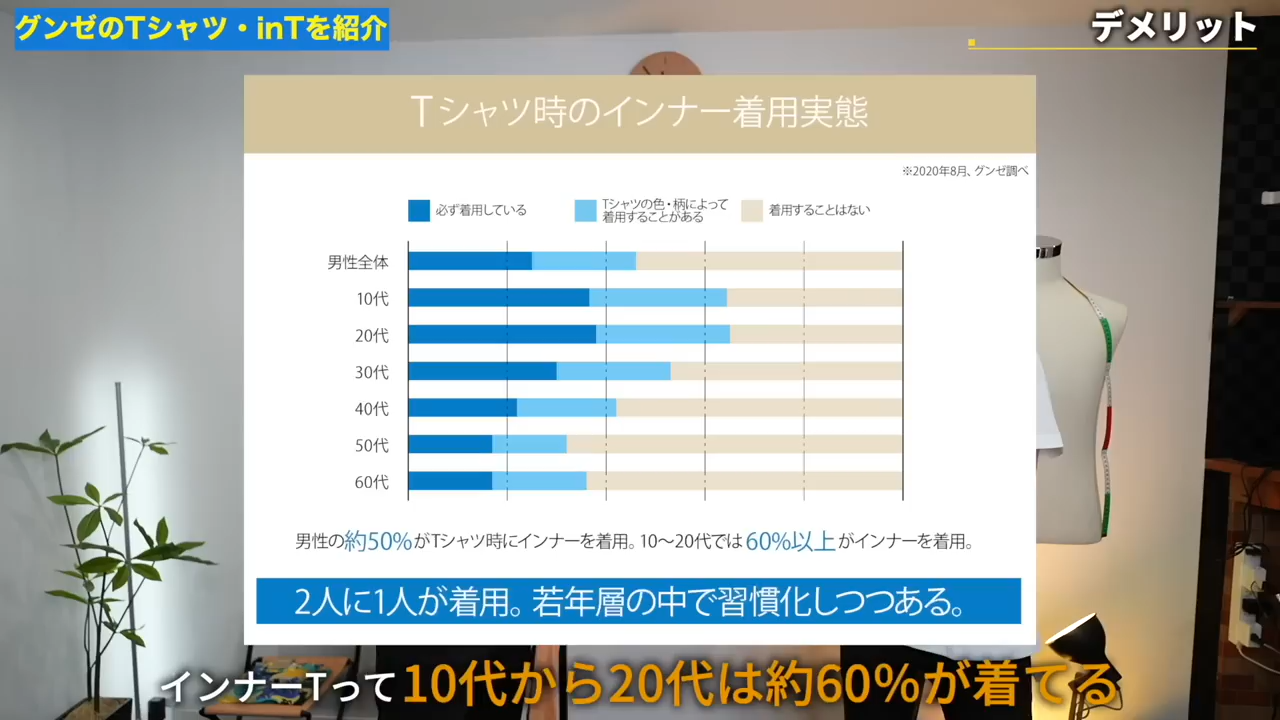 グンゼのTシャツ・inTを紹介
デメリット
Tシャツ時のインナー着用実態
※2020年8月、グンゼ調べ
必ず着用している
Tシャツの色・柄によって
着用することがある
着用することはない
男性全体
10代
20代
30代
40代
50代
60代
男性の約50%がTシャツ時にインナーを着用。10〜20代では60%以上がインナーを着用。
2人に1人が着用。若年層の中で習慣化しつつある。
インナーTって10代から20代は約60%が着てる